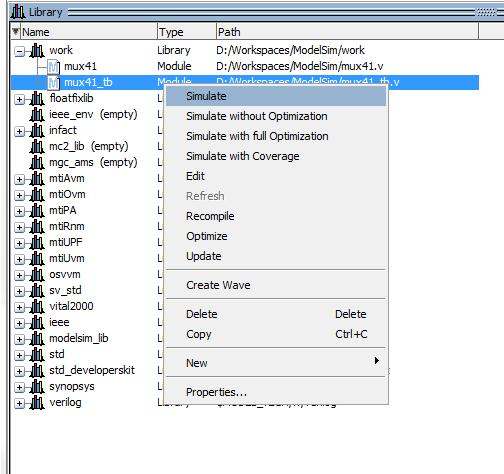 Library
Name Type Path
work Library D:/Workspaces/ModelSim/work
mux41 Module D:/Workspaces/ModelSim/mux41.v
mux41_tb Module D:/Workspaces/ModelSim/mux41_tb.v
floatfixlib
ieee_env (empty)
infact
mc2_lib (empty)
mgc_ams (empty)
mtiAvm
mtiOvm
mtiPA
mtiRnm
mtiUPF
mtiUvm
osvvm
sv_std
vital2000
ieee
modelsim_lib
std
std_developerskit
synopsys
verilog
Simulate
Simulate without Optimization
Simulate with full Optimization
Simulate with Coverage
Edit
Refresh
Recompile
Optimize
Update
Create Wave
Delete Delete
Copy Ctrl+C
New
Properties...